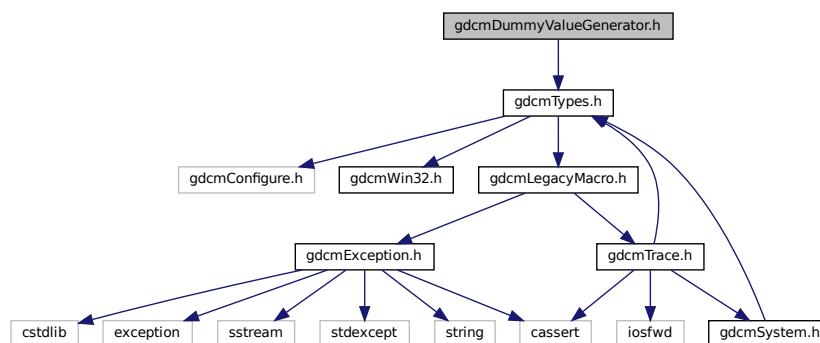 gdcmDummyValueGenerator.h
gdcmTypes.h
gdcmConfigure.h
gdcmWin32.h
gdcmLegacyMacro.h
gdcmException.h
gdcmTrace.h
cstdlib
exception
sstream
stdexcept
string
cassert
iosfwd
gdcmSystem.h